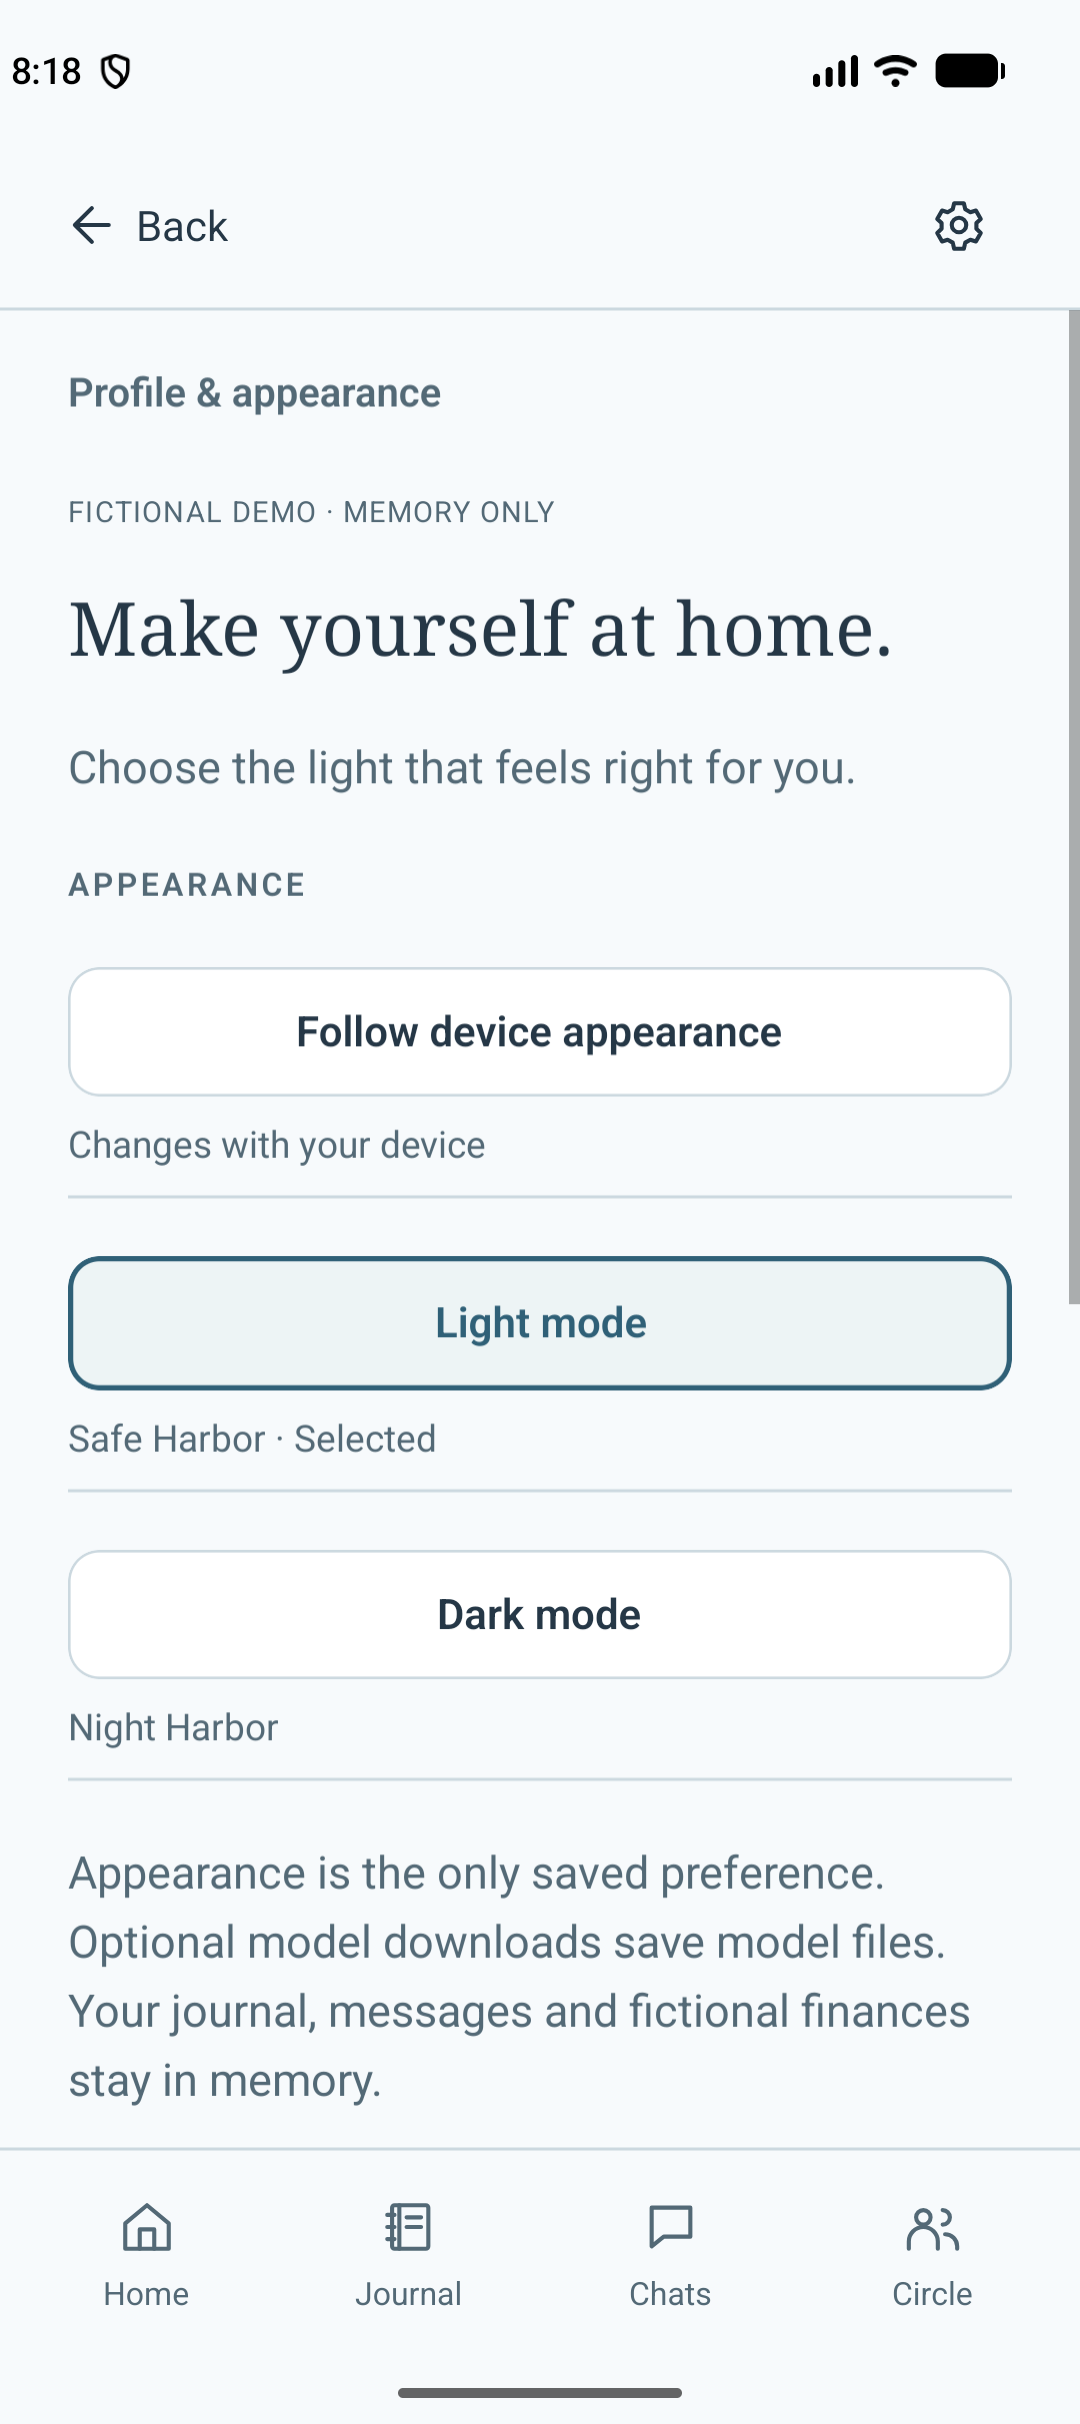 8:18
Back
Profile & appearance
FICTIONAL DEMO · MEMORY ONLY
Make yourself at home.
Choose the light that feels right for you.
APPEARANCE
Follow device appearance
Changes with your device
Light mode
Safe Harbor · Selected
Dark mode
Night Harbor
Appearance is the only saved preference.
Optional model downloads save model files.
Your journal, messages and fictional finances
stay in memory.
Home
Journal
Chats
Circle